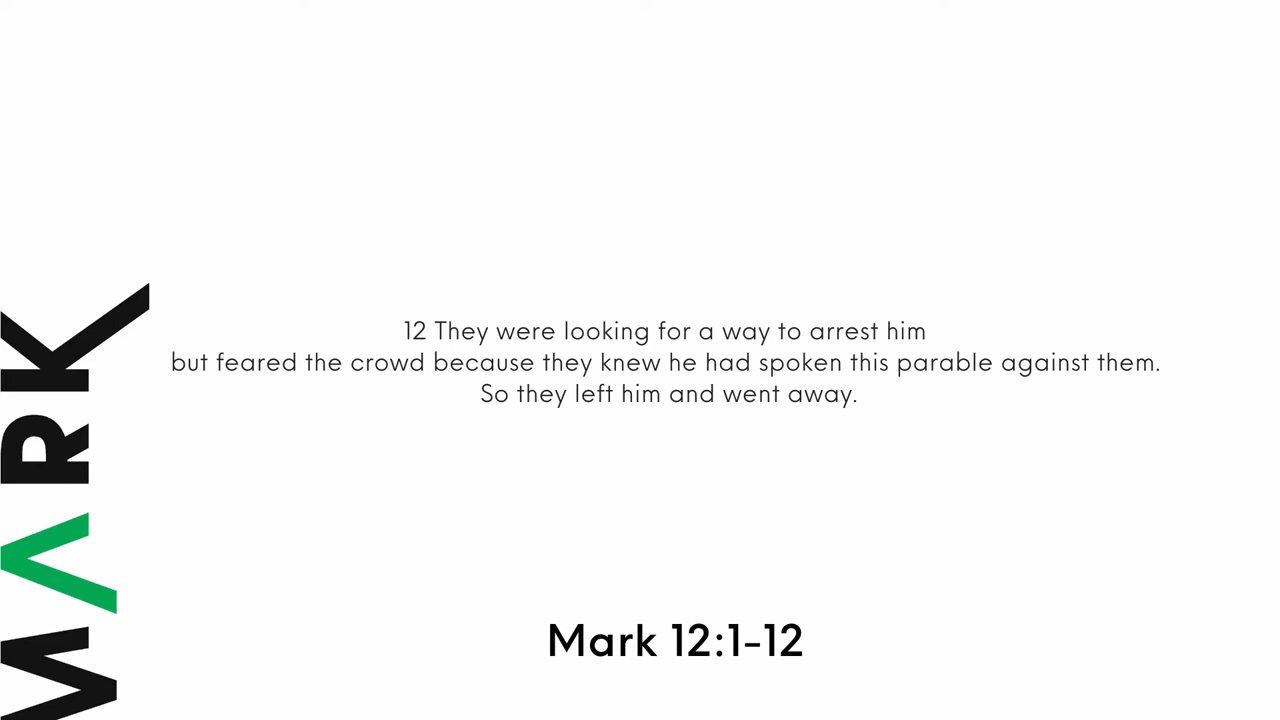 MARK
12 They were looking for a way to arrest him
but feared the crowd because they knew he had spoken this parable against them.
So they left him and went away.
Mark 12:1-12